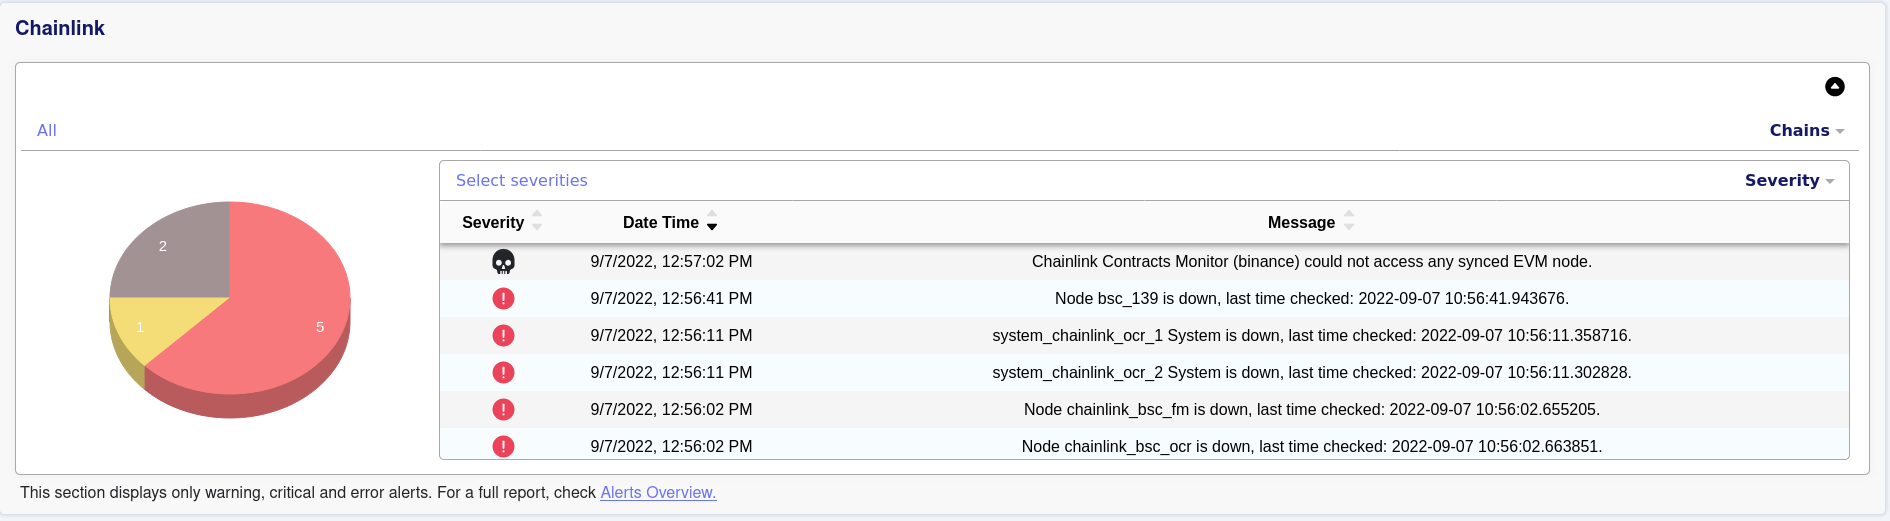 Chainlink
All
Chains
Select severities
Severity
Severity Date Time Message
9/7/2022, 12:57:02 PM Chainlink Contracts Monitor (binance) could not access any synced EVM node.
9/7/2022, 12:56:41 PM Node bsc_139 is down, last time checked: 2022-09-07 10:56:41.943676.
9/7/2022, 12:56:11 PM system_chainlink_ocr_1 System is down, last time checked: 2022-09-07 10:56:11.358716.
9/7/2022, 12:56:11 PM system_chainlink_ocr_2 System is down, last time checked: 2022-09-07 10:56:11.302828.
9/7/2022, 12:56:02 PM Node chainlink_bsc_fm is down, last time checked: 2022-09-07 10:56:02.655205.
9/7/2022, 12:56:02 PM Node chainlink_bsc_ocr is down, last time checked: 2022-09-07 10:56:02.663851.
2
1
5
This section displays only warning, critical and error alerts. For a full report, check Alerts Overview.